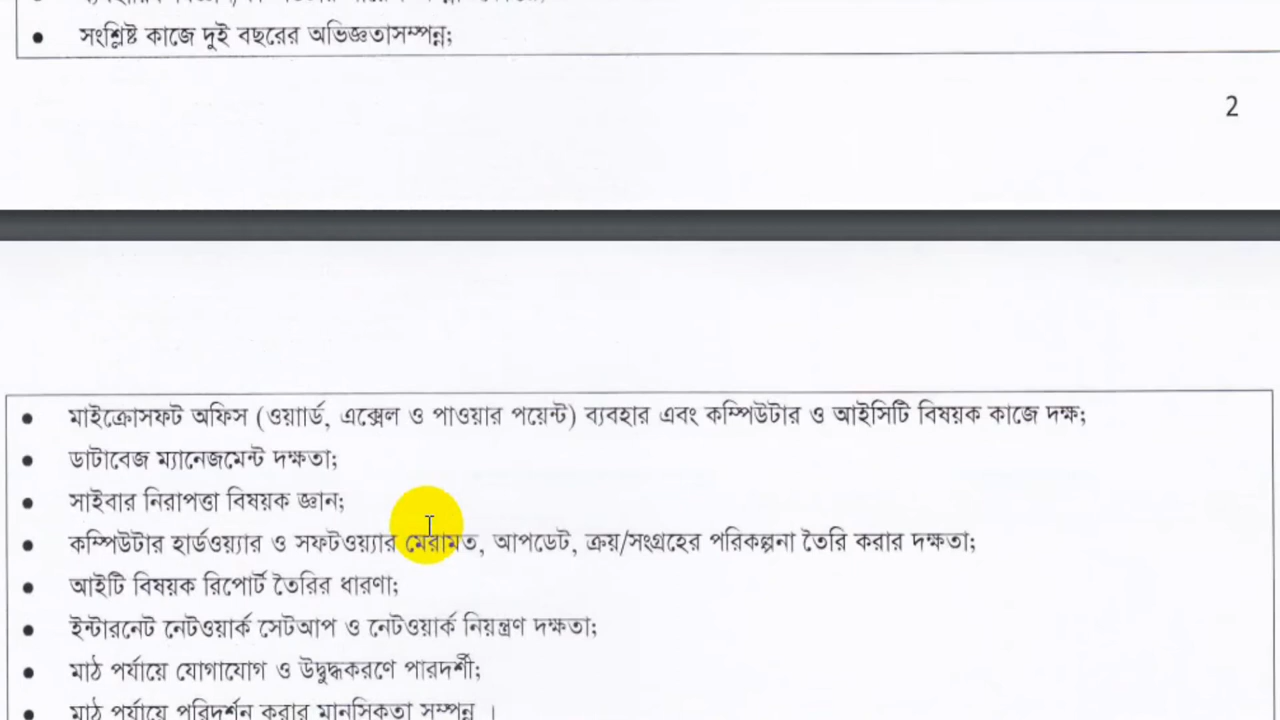 ● সংশ্লিষ্ট কাজে দুই বছরের অভিজ্ঞতাসম্পন্ন;
2
● মাইক্রোসফট অফিস (ওয়ার্ড, এক্সেল ও পাওয়ার পয়েন্ট) ব্যবহার এবং কম্পিউটার ও আইসিটি বিষয়ক কাজে দক্ষ;
● ডাটাবেজ ম্যানেজমেন্ট দক্ষতা;
● সাইবার নিরাপত্তা বিষয়ক জ্ঞান;
● কম্পিউটার হার্ডওয়্যার ও সফটওয়্যার মেরামত, আপডেট, ক্রয়/সংগ্রহের পরিকল্পনা তৈরি করার দক্ষতা;
● আইটি বিষয়ক রিপোর্ট তৈরির ধারণা;
● ইন্টারনেট নেটওয়ার্ক সেটআপ ও নেটওয়ার্ক নিয়ন্ত্রণ দক্ষতা;
● মাঠ পর্যায়ে যোগাযোগ ও উদ্বুদ্ধকরণে পারদর্শী;
● মাঠ পর্যায়ে পরিদর্শন করার মানসিকতা সম্পন্ন ।